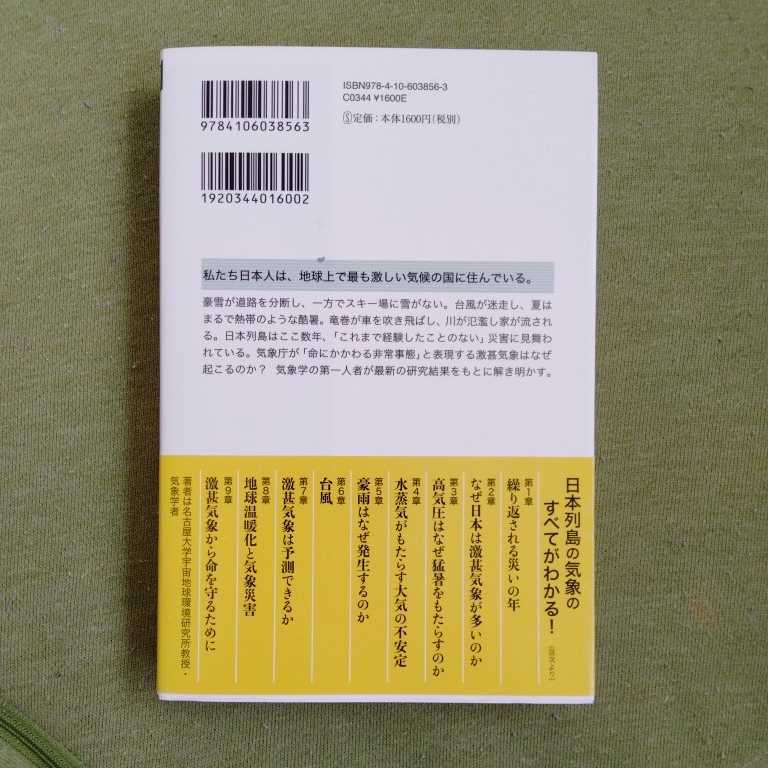 ISBN978-4-10-603856-3
C0344 ¥1600E
Ⓢ定価：本体1600円（税別）
9784106038563
1920344016002
私たち日本人は、地球上で最も激しい気候の国に住んでいる。
豪雪が道路を分断し、一方でスキー場に雪がない。台風が迷走し、夏は
まるで熱帯のような酷暑。竜巻が車を吹き飛ばし、川が氾濫し家が流され
る。日本列島はここ数年、「これまで経験したことのない」災害に見舞わ
れている。気象庁が「命にかかわる非常事態」と表現する激甚気象はなぜ
起こるのか？　気象学の第一人者が最新の研究結果をもとに解き明かす。
日本列島の気象の
すべてがわかる！
（目次より）
第1章
繰り返される災いの年
第2章
なぜ日本は激甚気象が多いのか
第3章
高気圧はなぜ猛暑をもたらすのか
第4章
水蒸気がもたらす大気の不安定
第5章
豪雨はなぜ発生するのか
第6章
台風
第7章
激甚気象は予測できるか
第8章
地球温暖化と気象災害
第9章
激甚気象から命を守るために
著者は名古屋大学宇宙地球環境研究所教授・
気象学者